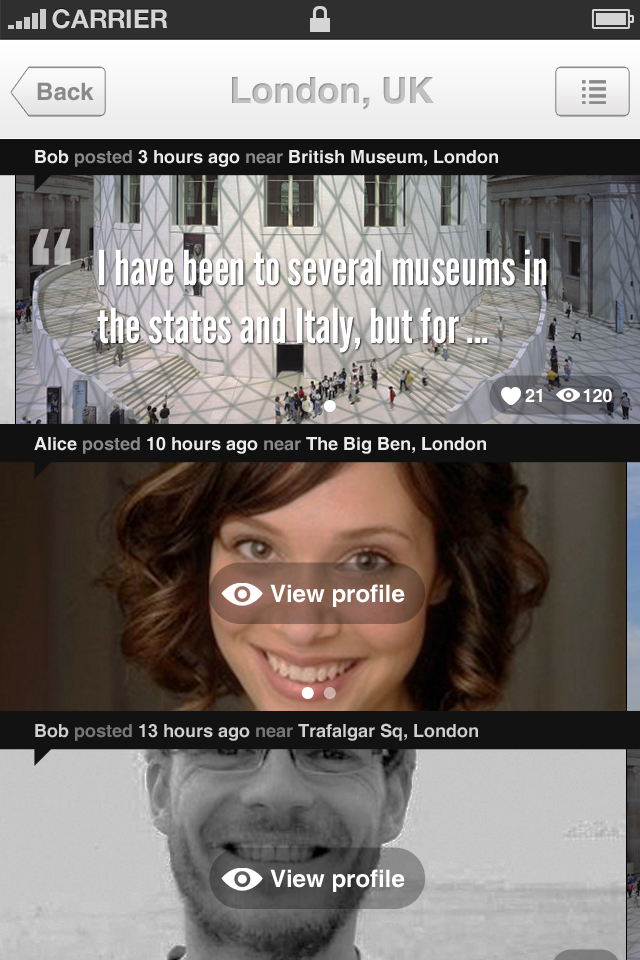 CARRIER
Back
London, UK
Bob posted 3 hours ago near British Museum, London
“
I have been to several museums in
the states and Italy, but for ...
21 120
Alice posted 10 hours ago near The Big Ben, London
View profile
Bob posted 13 hours ago near Trafalgar Sq, London
View profile